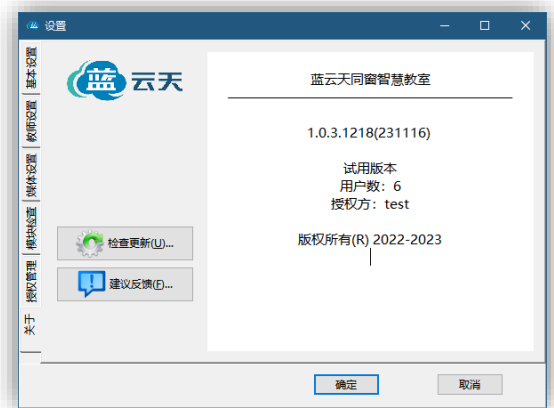 设置
基本设置
教师设置
媒体设置
模块检查
授权管理
关于
蓝云天
检查更新(U)...
建议反馈(F)...
蓝云天同窗智慧教室
1.0.3.1218(231116)
试用版本
用户数：6
授权方：test
版权所有(R) 2022-2023
确定
取消